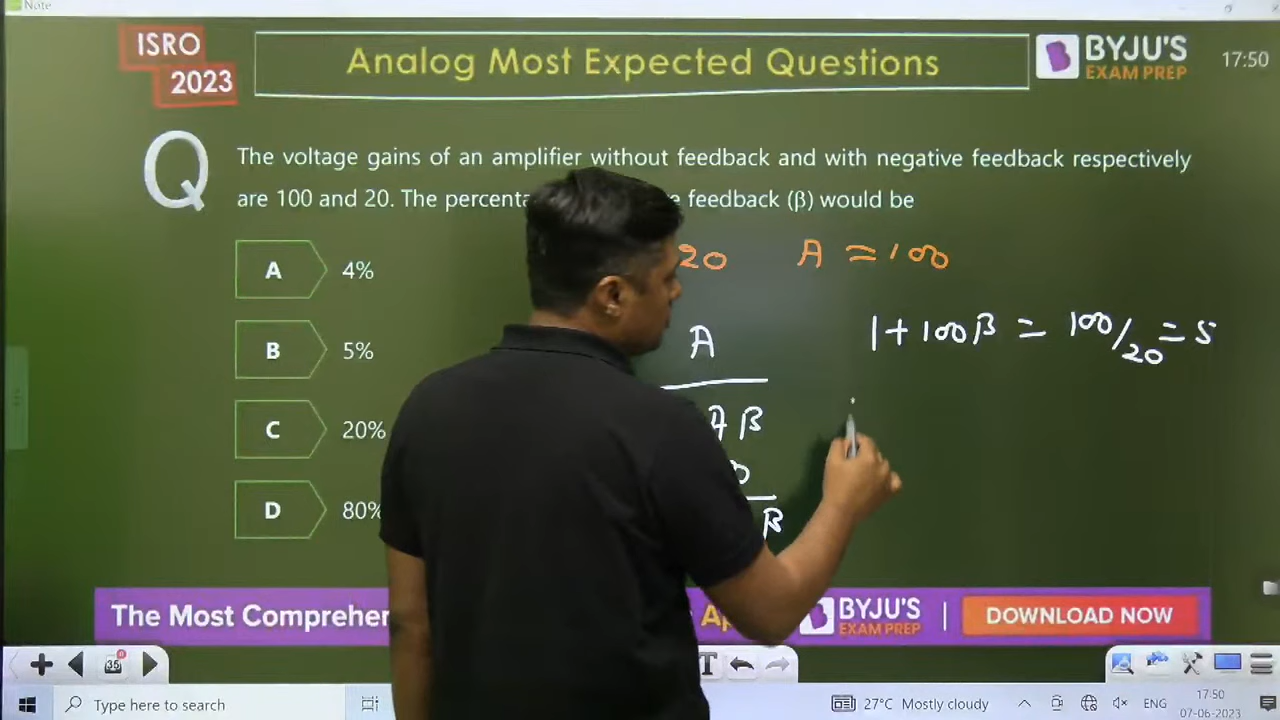 Note
ISRO
2023
Analog Most Expected Questions
BYJU'S
EXAM PREP
17:50
Q
The voltage gains of an amplifier without feedback and with negative feedback respectively
are 100 and 20. The feedback (β) would be
A 4%
20 A = 100
A
1 + 100β = 100/20 = 5
B 5%
Aβ
C 20%
β
D 80%
The Most
BYJU'S
EXAM PREP
DOWNLOAD NOW
35
T
Type here to search
27°C Mostly cloudy
ENG
17:50
07-06-2023